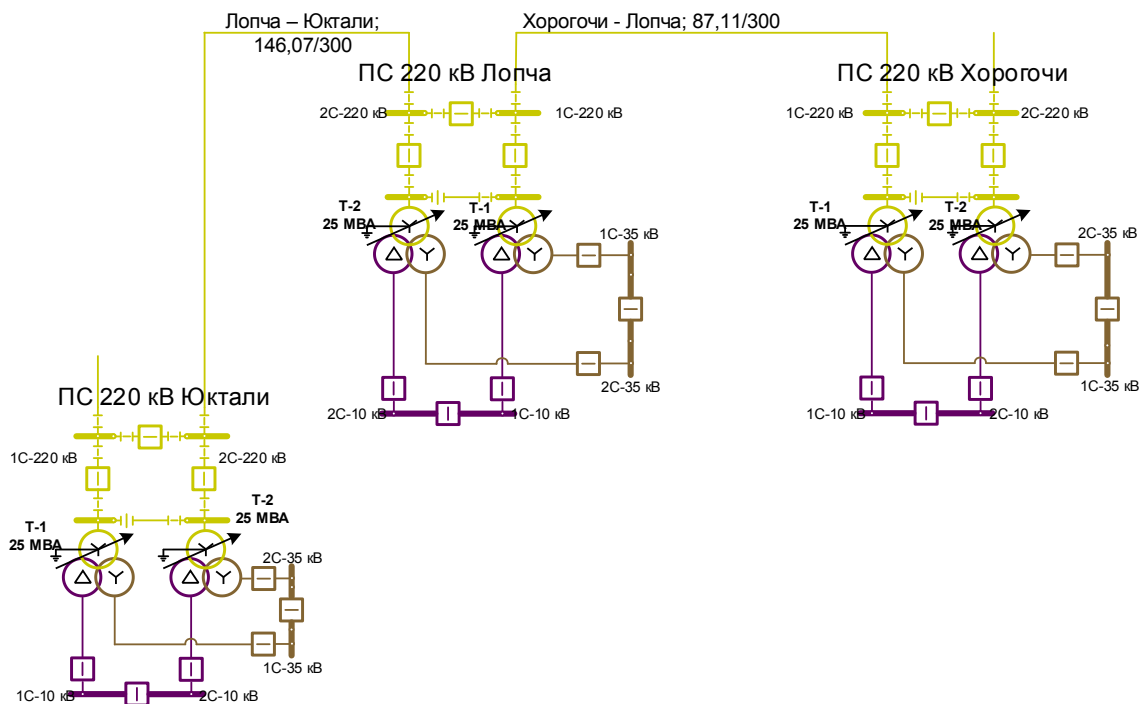 Лопча – Юктали;
146,07/300
Хорогочи - Лопча; 87,11/300
ПС 220 кВ Лопча
2С-220 кВ
1С-220 кВ
Т-2
25 МВА
Т-1
25 МВА
1С-35 кВ
2С-35 кВ
2С-10 кВ
1С-10 кВ
ПС 220 кВ Хорогочи
1С-220 кВ
2С-220 кВ
Т-1
25 МВА
Т-2
25 МВА
2С-35 кВ
1С-35 кВ
1С-10 кВ
2С-10 кВ
ПС 220 кВ Юктали
1С-220 кВ
2С-220 кВ
Т-1
25 МВА
Т-2
25 МВА
2С-35 кВ
1С-35 кВ
1С-10 кВ
2С-10 кВ